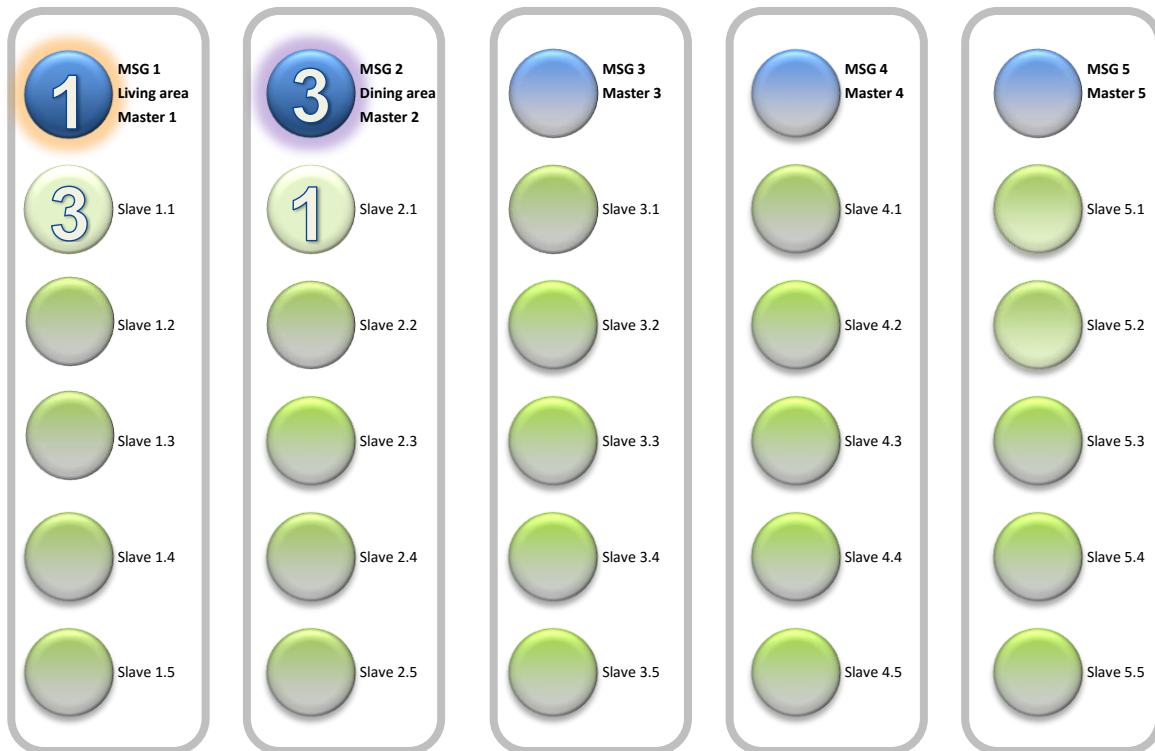 1
MSG 1
Living area
Master 1
3
Slave 1.1
Slave 1.2
Slave 1.3
Slave 1.4
Slave 1.5
3
MSG 2
Dining area
Master 2
1
Slave 2.1
Slave 2.2
Slave 2.3
Slave 2.4
Slave 2.5
MSG 3
Master 3
Slave 3.1
Slave 3.2
Slave 3.3
Slave 3.4
Slave 3.5
MSG 4
Master 4
Slave 4.1
Slave 4.2
Slave 4.3
Slave 4.4
Slave 4.5
MSG 5
Master 5
Slave 5.1
Slave 5.2
Slave 5.3
Slave 5.4
Slave 5.5